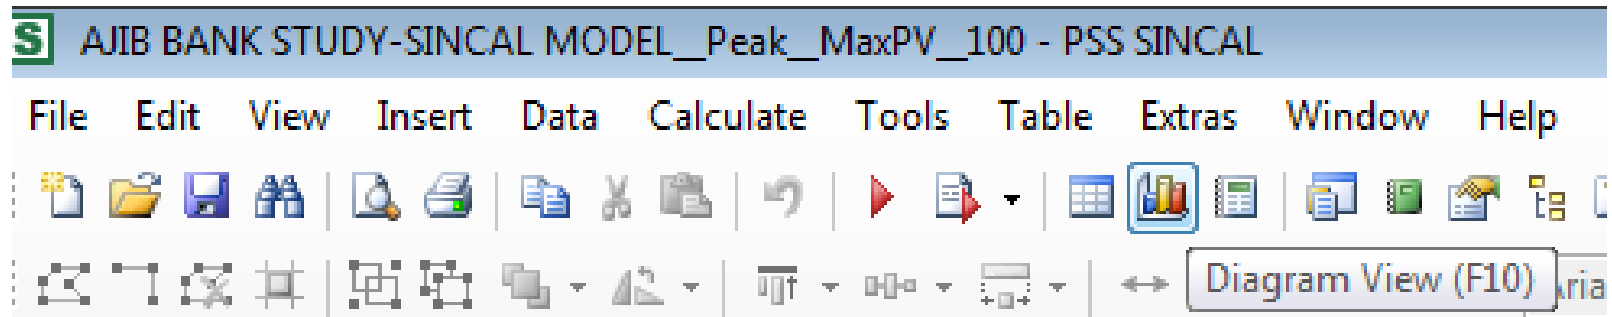 S AJIB BANK STUDY-SINCAL MODEL__Peak__MaxPV_100 - PSS SINCAL
File Edit View Insert Data Calculate Tools Table Extras Window Help
Diagram View (F10)